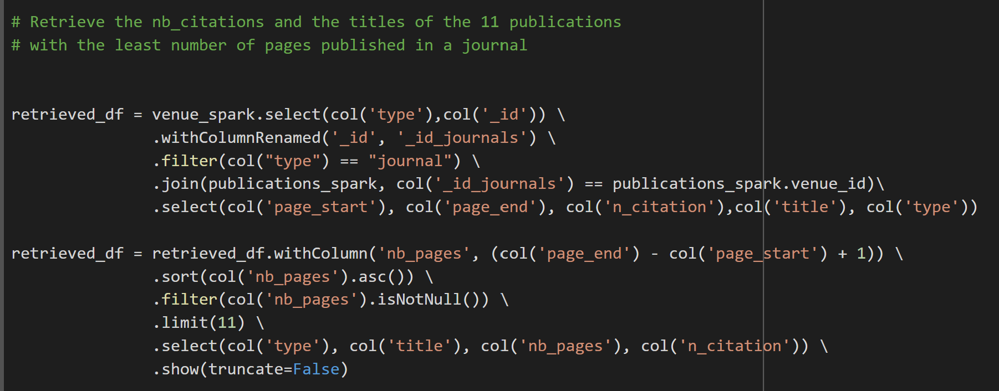 # Retrieve the nb_citations and the titles of the 11 publications
# with the least number of pages published in a journal
retrieved_df = venue_spark.select(col('type'),col('_id')) \
.withColumnRenamed('_id', '_id_journals') \
.filter(col("type") == "journal") \
.join(publications_spark, col('_id_journals') == publications_spark.venue_id)\
.select(col('page_start'), col('page_end'), col('n_citation'),col('title'), col('type'))
retrieved_df = retrieved_df.withColumn('nb_pages', (col('page_end') - col('page_start') + 1)) \
.sort(col('nb_pages').asc()) \
.filter(col('nb_pages').isNotNull()) \
.limit(11) \
.select(col('type'), col('title'), col('nb_pages'), col('n_citation')) \
.show(truncate=False)